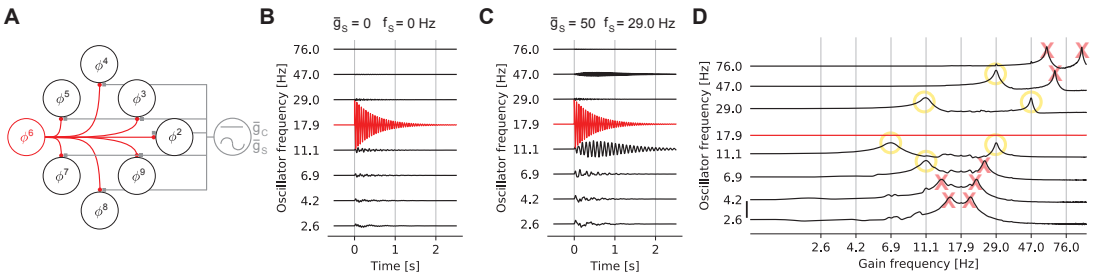 A
ϕ4
ϕ5
ϕ3
ϕ6
ϕ2
ϕ7
ϕ9
ϕ8
g̅C
g̅S
B
g̅S = 0 fS = 0 Hz
Oscillator frequency [Hz]
76.0
47.0
29.0
17.9
11.1
6.9
4.2
2.6
0
1
2
Time [s]
C
g̅S = 50 fS = 29.0 Hz
Oscillator frequency [Hz]
76.0
47.0
29.0
17.9
11.1
6.9
4.2
2.6
0
1
2
Time [s]
D
Oscillator frequency [Hz]
76.0
47.0
29.0
17.9
11.1
6.9
4.2
2.6
X X
X
X
X X
X X
2.6 4.2 6.9 11.1 17.9 29.0 47.0 76.0
Gain frequency [Hz]